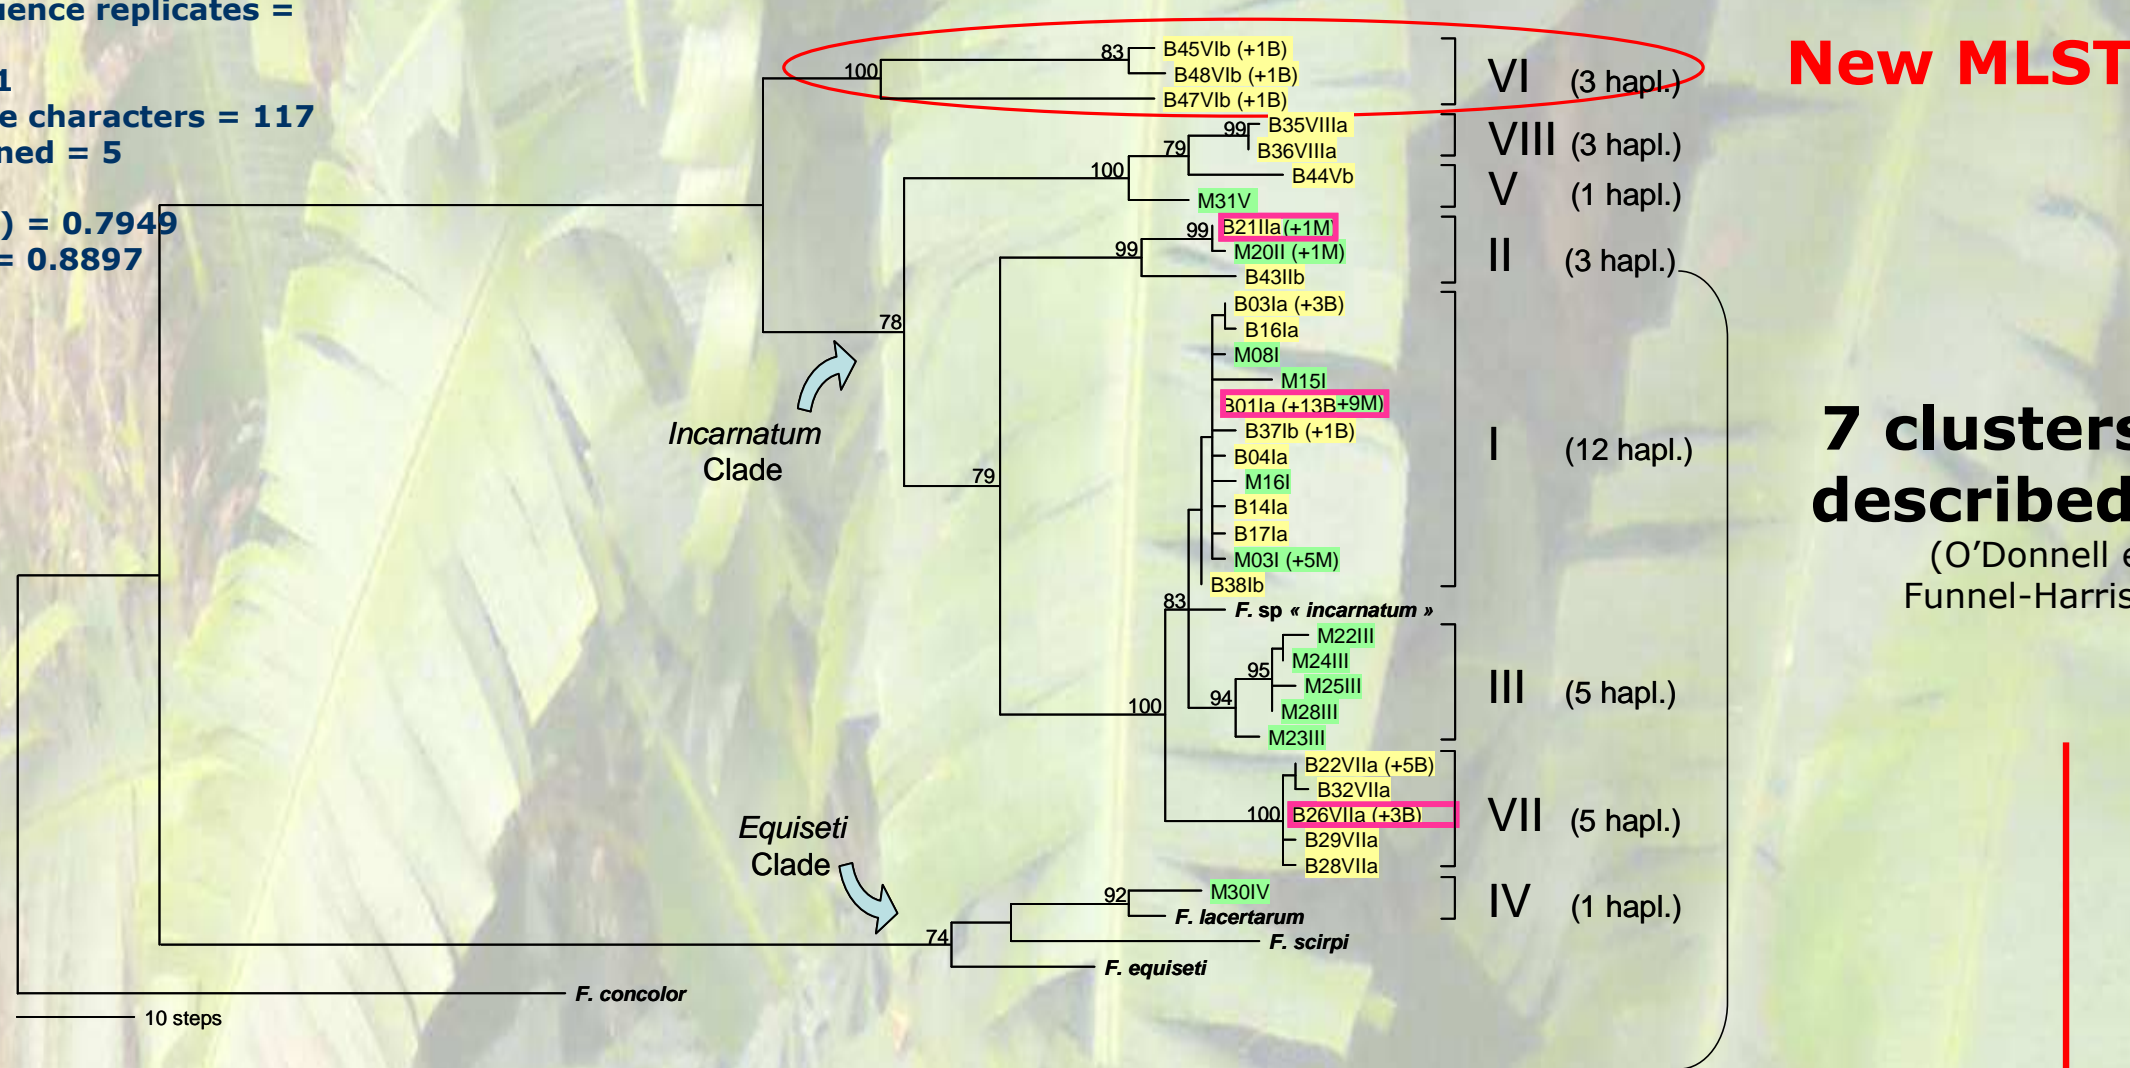 uence replicates =
1
e characters = 117
ned = 5
) = 0.7949
= 0.8897
New MLST
7 clusters
described
(O'Donnell e
Funnel-Harris
83
B45VIb (+1B)
100
B48VIb (+1B)
B47VIb (+1B)
VI (3 hapl.)
99
B35VIIIa
79
B36VIIIa
VIII (3 hapl.)
100
B44Vb
M31V
V (1 hapl.)
99
B21IIa(+1M)
99
M20II (+1M)
B43IIb
II (3 hapl.)
78
B03Ia (+3B)
B16Ia
M08I
M15I
B01Ia (+13B+9M)
B37Ib (+1B)
B04Ia
M16I
B14Ia
B17Ia
M03I (+5M)
B38Ib
I (12 hapl.)
Incarnatum
Clade
79
83
F. sp « incarnatum »
M22III
M24III
95
M25III
94
M28III
M23III
III (5 hapl.)
100
B22VIIa (+5B)
B32VIIa
100
B26VIIa (+3B)
B29VIIa
B28VIIa
VII (5 hapl.)
Equiseti
Clade
92
M30IV
F. lacertarum
IV (1 hapl.)
74
F. scirpi
F. equiseti
F. concolor
10 steps